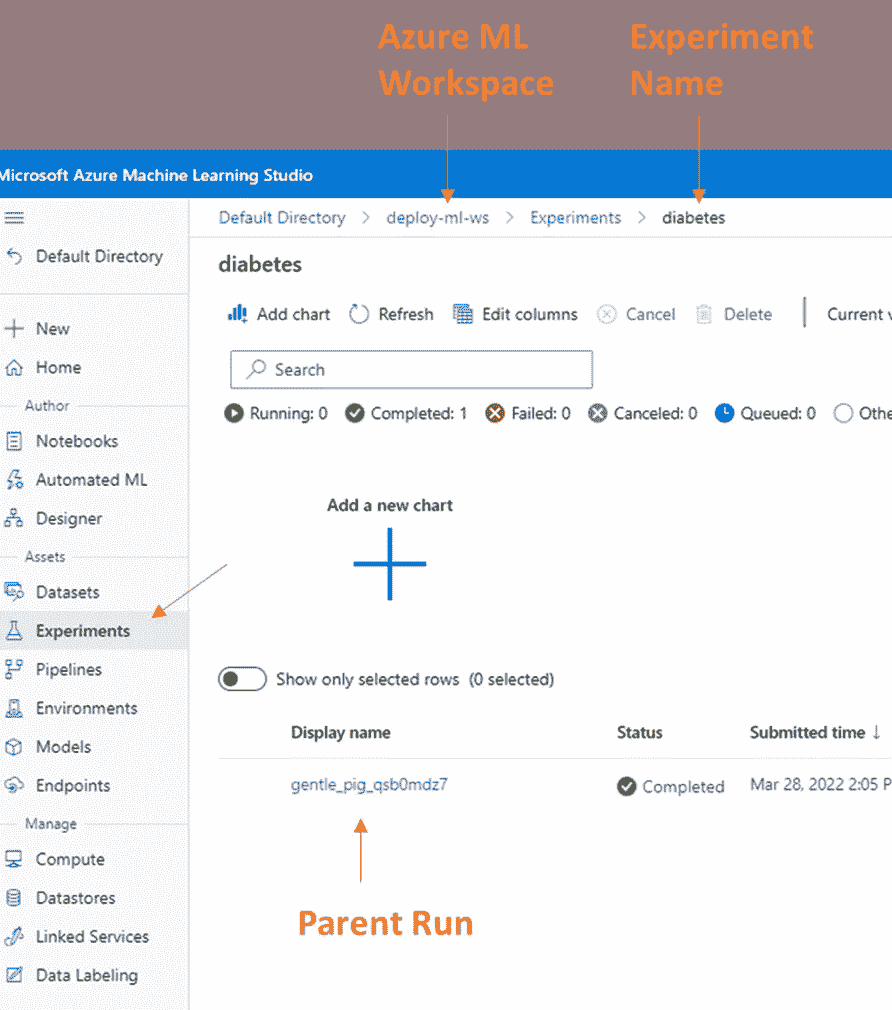 Azure ML Workspace
Experiment Name
Microsoft Azure Machine Learning Studio
Default Directory > deploy-ml-ws > Experiments > diabetes
Default Directory
diabetes
Add chart Refresh Edit columns Cancel Delete Current
New
Search
Home
Author
Running: 0 Completed: 1 Failed: 0 Canceled: 0 Queued: 0
Notebooks
Automated ML
Designer
Add a new chart
Assets
Datasets
Experiments
Pipelines
Show only selected rows (0 selected)
Environments
Models
Display name Status Submitted time ↓
Endpoints
gentle_pig_qsb0mdz7 Completed Mar 28, 2022 2:05 P
Manage
Compute
Datastores
Parent Run
Linked Services
Data Labeling